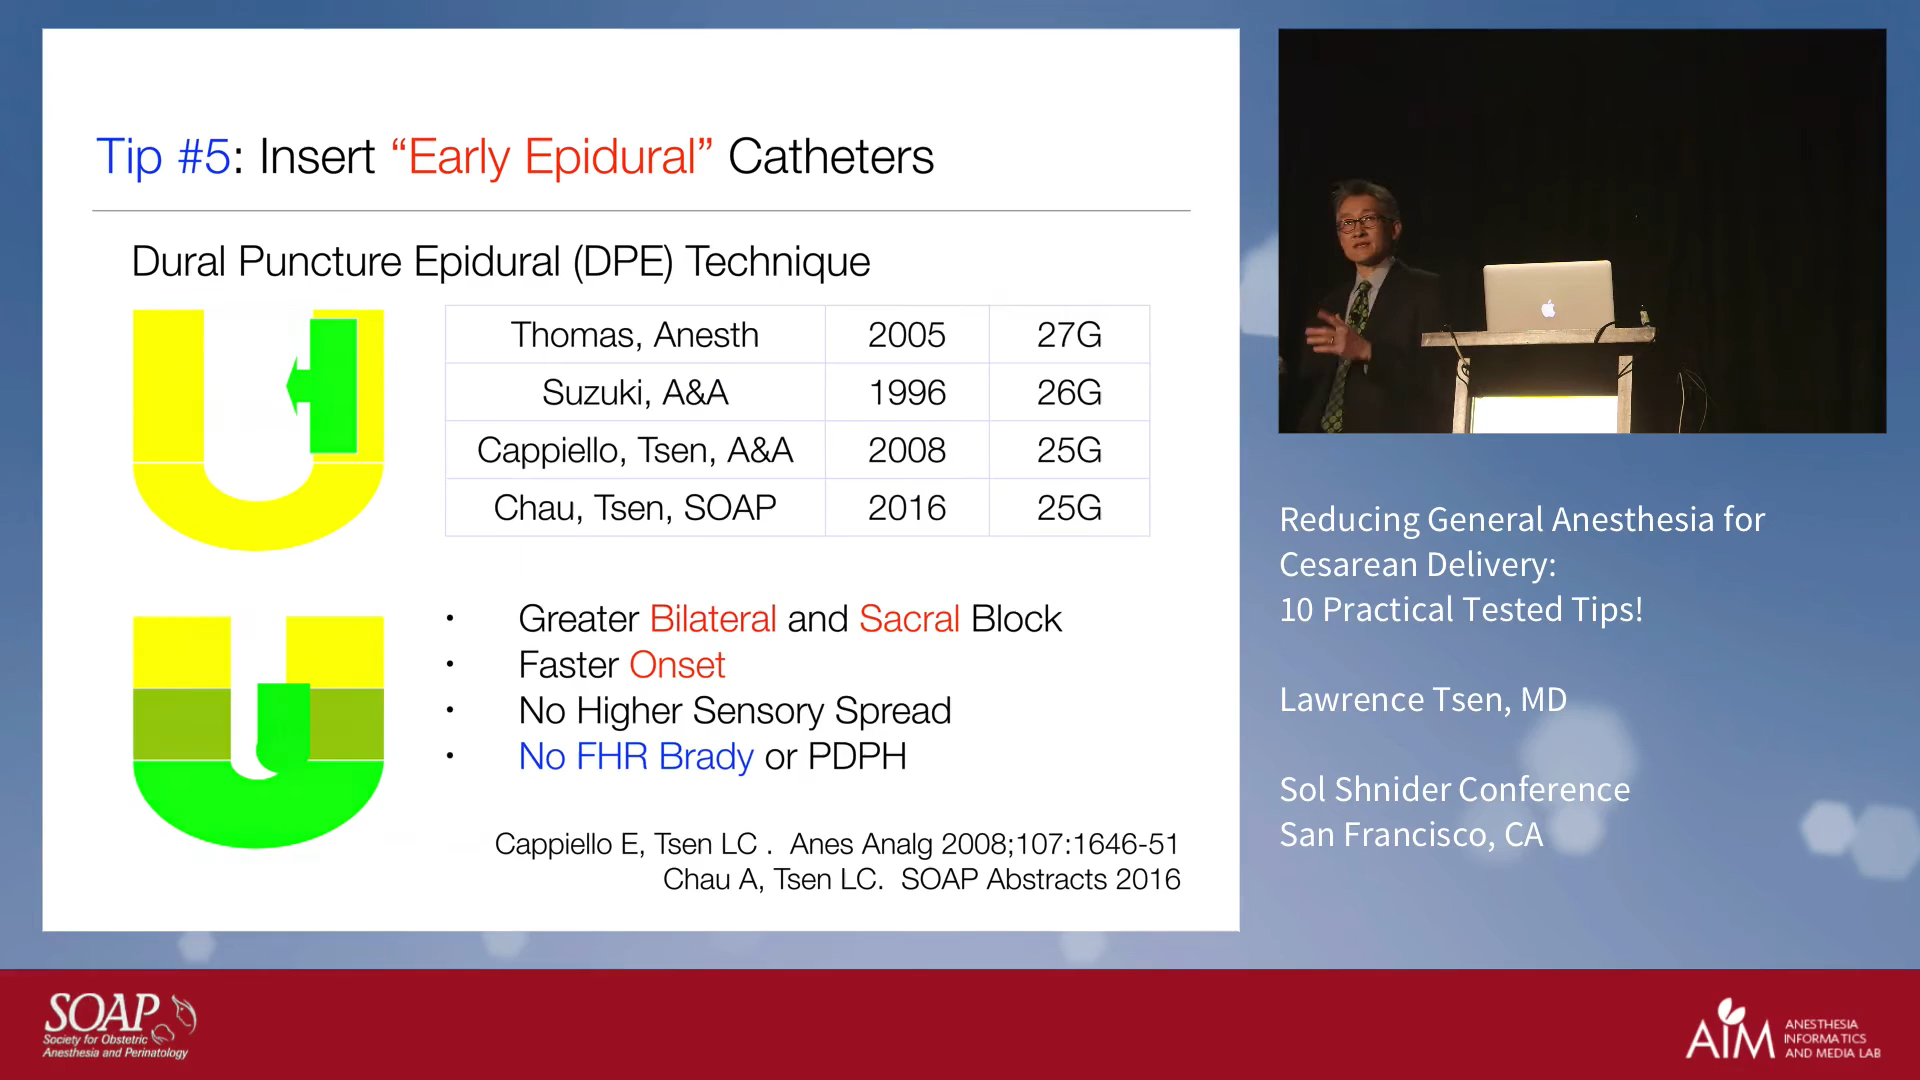 Tip #5: Insert “Early Epidural” Catheters
Dural Puncture Epidural (DPE) Technique
Thomas, Anesth 2005 27G
Suzuki, A&A 1996 26G
Cappiello, Tsen, A&A 2008 25G
Chau, Tsen, SOAP 2016 25G
• Greater Bilateral and Sacral Block
• Faster Onset
• No Higher Sensory Spread
• No FHR Brady or PDPH
Cappiello E, Tsen LC . Anes Analg 2008;107:1646-51
Chau A, Tsen LC. SOAP Abstracts 2016
Reducing General Anesthesia for
Cesarean Delivery:
10 Practical Tested Tips!
Lawrence Tsen, MD
Sol Shnider Conference
San Francisco, CA
SOAP
Society for Obstetric
Anesthesia and Perinatology
AIM
ANESTHESIA
INFORMATICS
AND MEDIA LAB